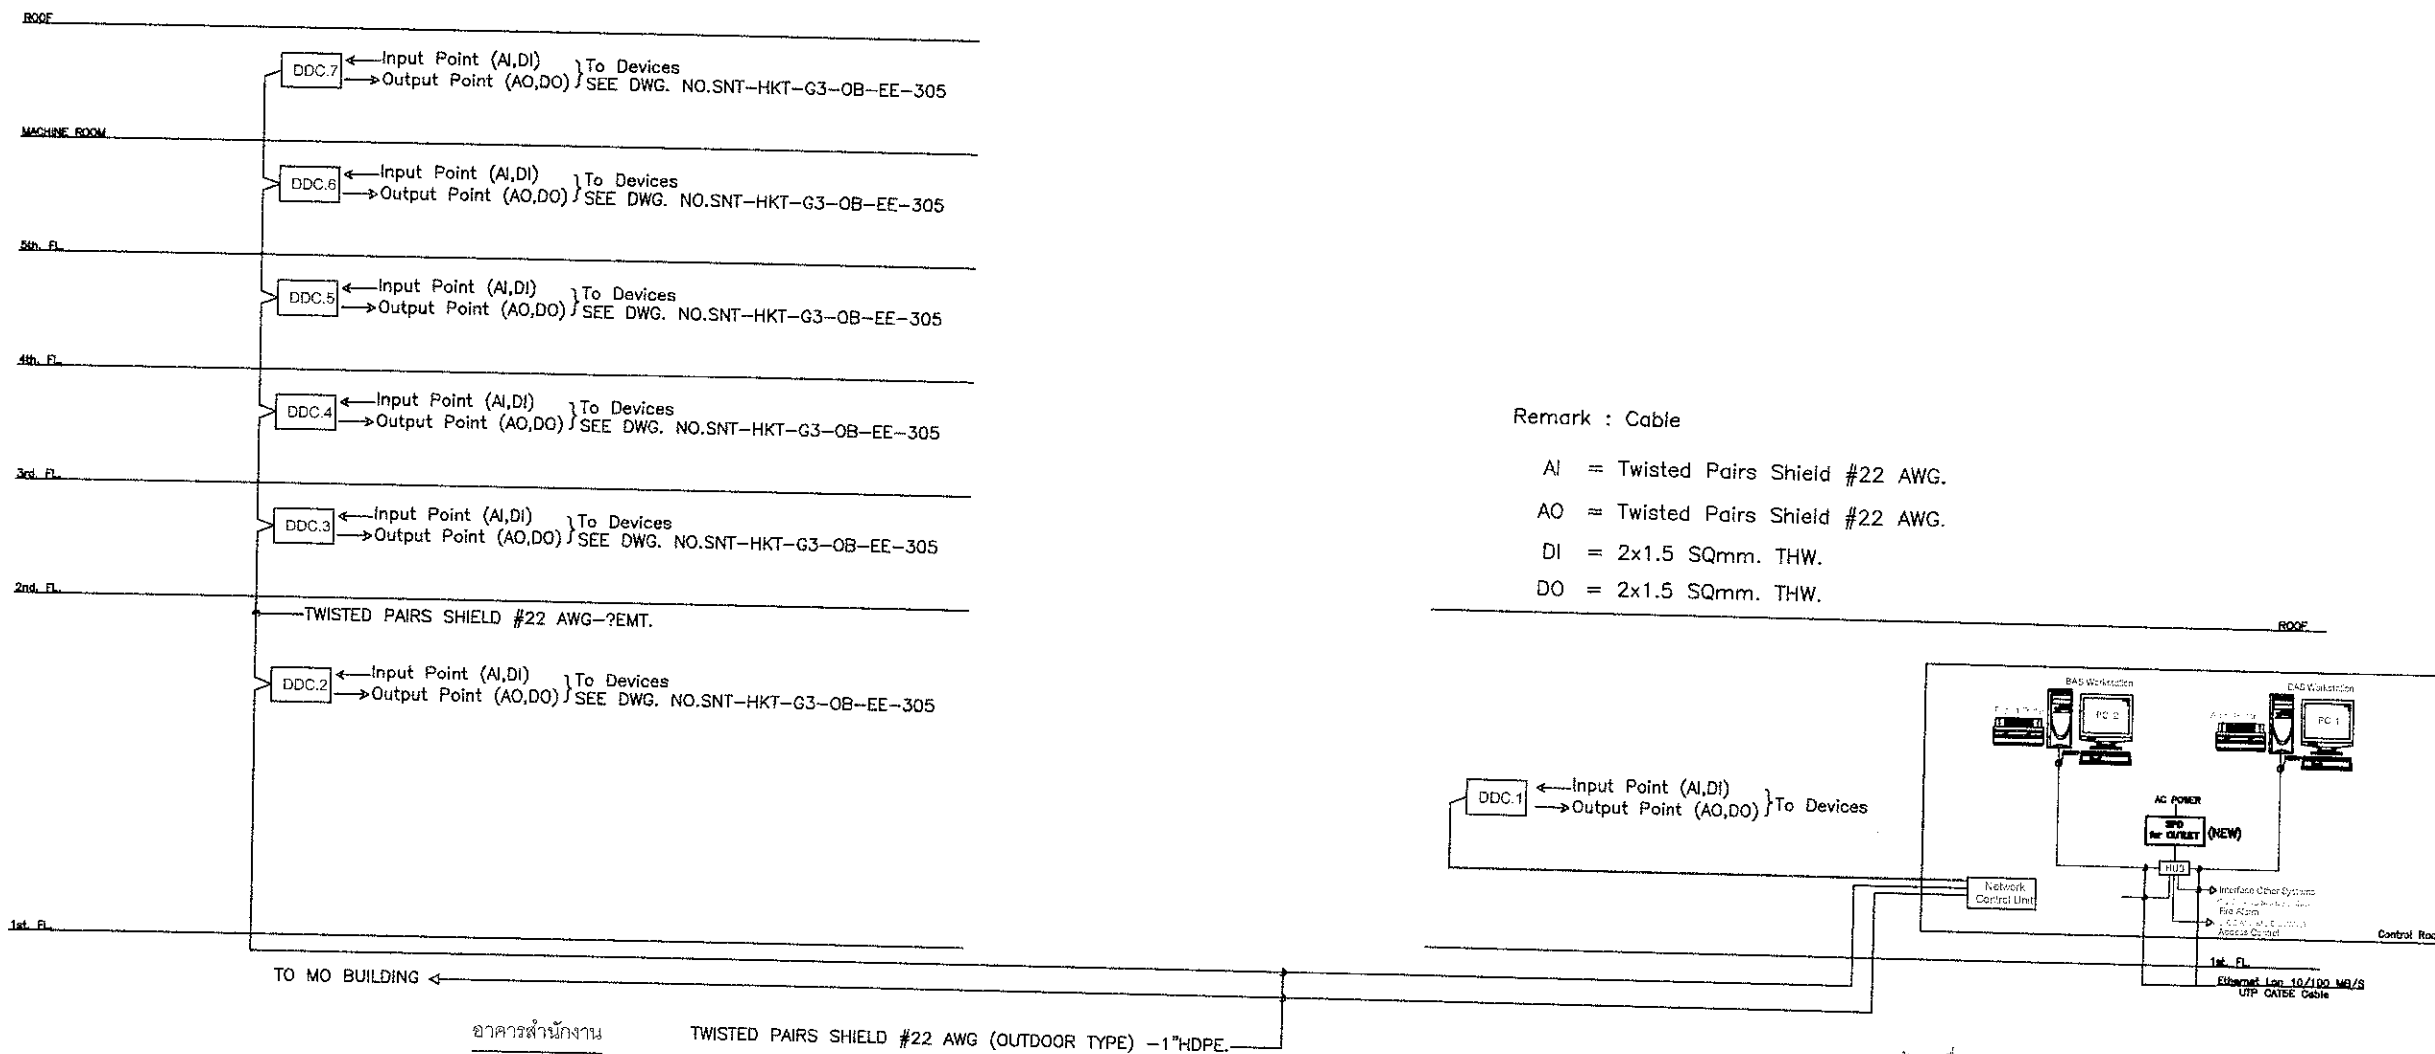 ROOF
DDC.7
Input Point (AI,DI)
Output Point (AO,DO)
To Devices
SEE DWG. NO.SNT-HKT-G3-OB-EE-305
MACHINE ROOM
DDC.6
Input Point (AI,DI)
Output Point (AO,DO)
To Devices
SEE DWG. NO.SNT-HKT-G3-OB-EE-305
5th. FL.
DDC.5
Input Point (AI,DI)
Output Point (AO,DO)
To Devices
SEE DWG. NO.SNT-HKT-G3-OB-EE-305
4th. FL.
DDC.4
Input Point (AI,DI)
Output Point (AO,DO)
To Devices
SEE DWG. NO.SNT-HKT-G3-OB-EE-305
3rd. FL.
DDC.3
Input Point (AI,DI)
Output Point (AO,DO)
To Devices
SEE DWG. NO.SNT-HKT-G3-OB-EE-305
2nd. FL.
TWISTED PAIRS SHIELD #22 AWG-?EMT.
DDC.2
Input Point (AI,DI)
Output Point (AO,DO)
To Devices
SEE DWG. NO.SNT-HKT-G3-OB-EE-305
1st. FL.
TO MO BUILDING
อาคารสำนักงาน
TWISTED PAIRS SHIELD #22 AWG (OUTDOOR TYPE) -1"HDPE.
Remark : Cable
AI = Twisted Pairs Shield #22 AWG.
AO = Twisted Pairs Shield #22 AWG.
DI = 2x1.5 SQmm. THW.
DO = 2x1.5 SQmm. THW.
ROOF
BAS Workstation
PC 2
BAS Workstation
PC 1
DDC.1
Input Point (AI,DI)
Output Point (AO,DO)
To Devices
AC POWER
SPD
for OUTLET
(NEW)
HUB
Network
Control Unit
Interface Other Systems
Fire Alarm
Access Control
Control
1st. FL.
Ethernet Lan 10/100 MB/S
UTP CAT5E Cable